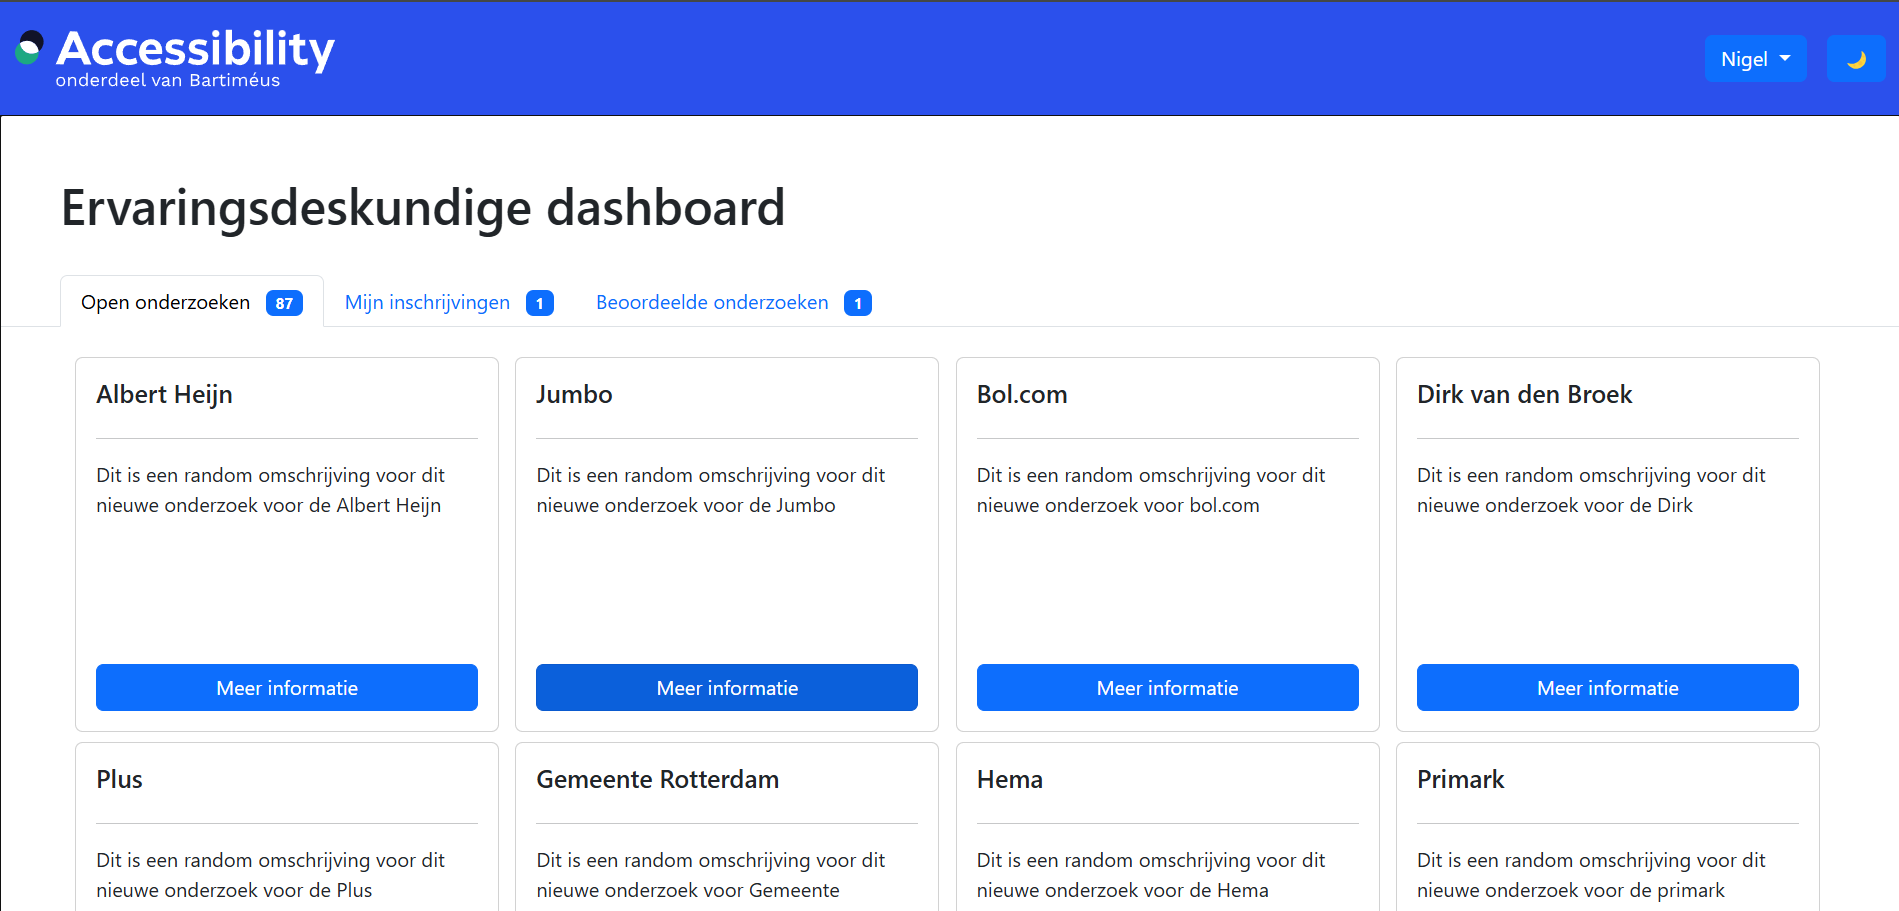 Accessibility
onderdeel van Bartiméus
Nigel
Ervaringsdeskundige dashboard
Open onderzoeken 87
Mijn inschrijvingen 1
Beoordeelde onderzoeken 1
Albert Heijn
Dit is een random omschrijving voor dit
nieuwe onderzoek voor de Albert Heijn
Meer informatie
Jumbo
Dit is een random omschrijving voor dit
nieuwe onderzoek voor de Jumbo
Meer informatie
Bol.com
Dit is een random omschrijving voor dit
nieuwe onderzoek voor bol.com
Meer informatie
Dirk van den Broek
Dit is een random omschrijving voor dit
nieuwe onderzoek voor de Dirk
Meer informatie
Plus
Dit is een random omschrijving voor dit
nieuwe onderzoek voor de Plus
Gemeente Rotterdam
Dit is een random omschrijving voor dit
nieuwe onderzoek voor Gemeente
Hema
Dit is een random omschrijving voor dit
nieuwe onderzoek voor de Hema
Primark
Dit is een random omschrijving voor dit
nieuwe onderzoek voor de primark